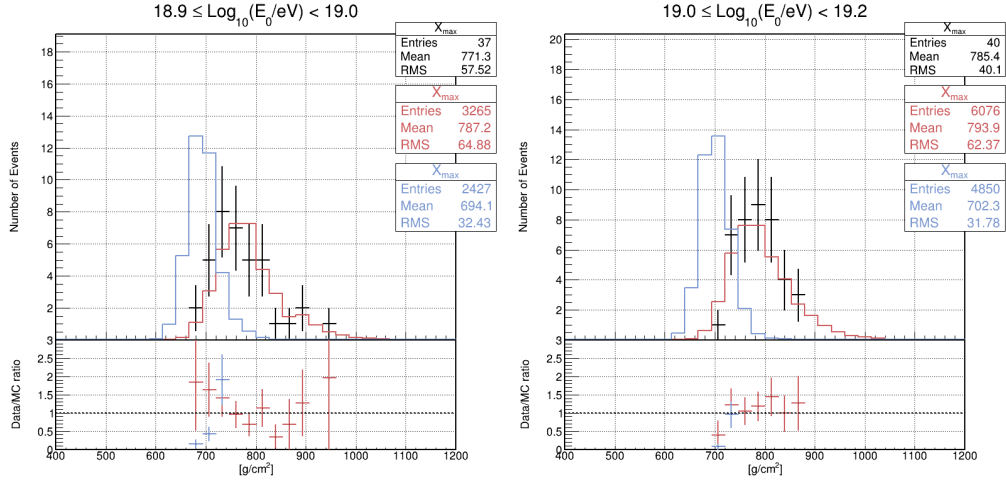 18.9 ≤ Log10(E0/eV) < 19.0
Xmax
Entries 37
Mean 771.3
RMS 57.52
Xmax
Entries 3265
Mean 787.2
RMS 64.88
Xmax
Entries 2427
Mean 694.1
RMS 32.43
Number of Events
18
16
14
12
10
8
6
4
2
Data/MC ratio
3
2.5
2
1.5
1
0.5
0
400 500 600 700 800 900 1000 1100 1200
[g/cm²]
19.0 ≤ Log10(E0/eV) < 19.2
Xmax
Entries 40
Mean 785.4
RMS 40.1
Xmax
Entries 6076
Mean 793.9
RMS 62.37
Xmax
Entries 4850
Mean 702.3
RMS 31.78
Number of Events
20
18
16
14
12
10
8
6
4
2
Data/MC ratio
3
2.5
2
1.5
1
0.5
0
400 500 600 700 800 900 1000 1100 1200
[g/cm²]